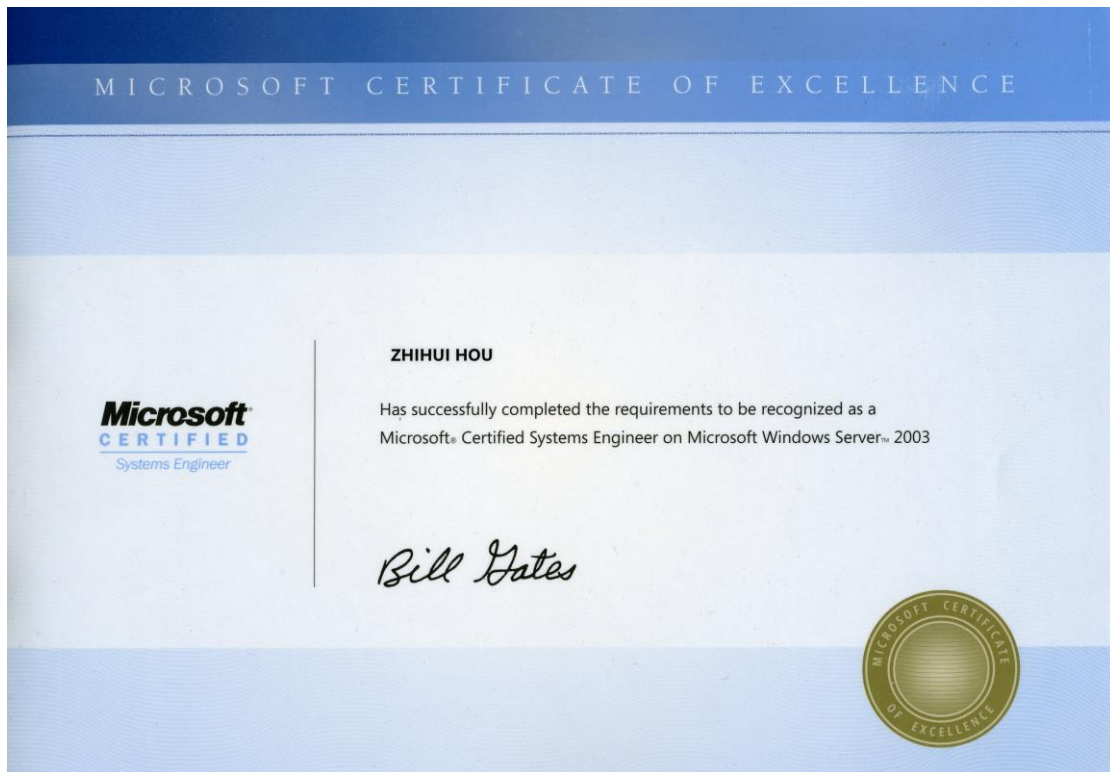 MICROSOFT CERTIFICATE OF EXCELLENCE
ZHIHUI HOU
Has successfully completed the requirements to be recognized as a
Microsoft® Certified Systems Engineer on Microsoft Windows Server™ 2003
Microsoft®
CERTIFIED
Systems Engineer
Bill Gates
MICROSOFT CERTIFICATE
OF EXCELLENCE